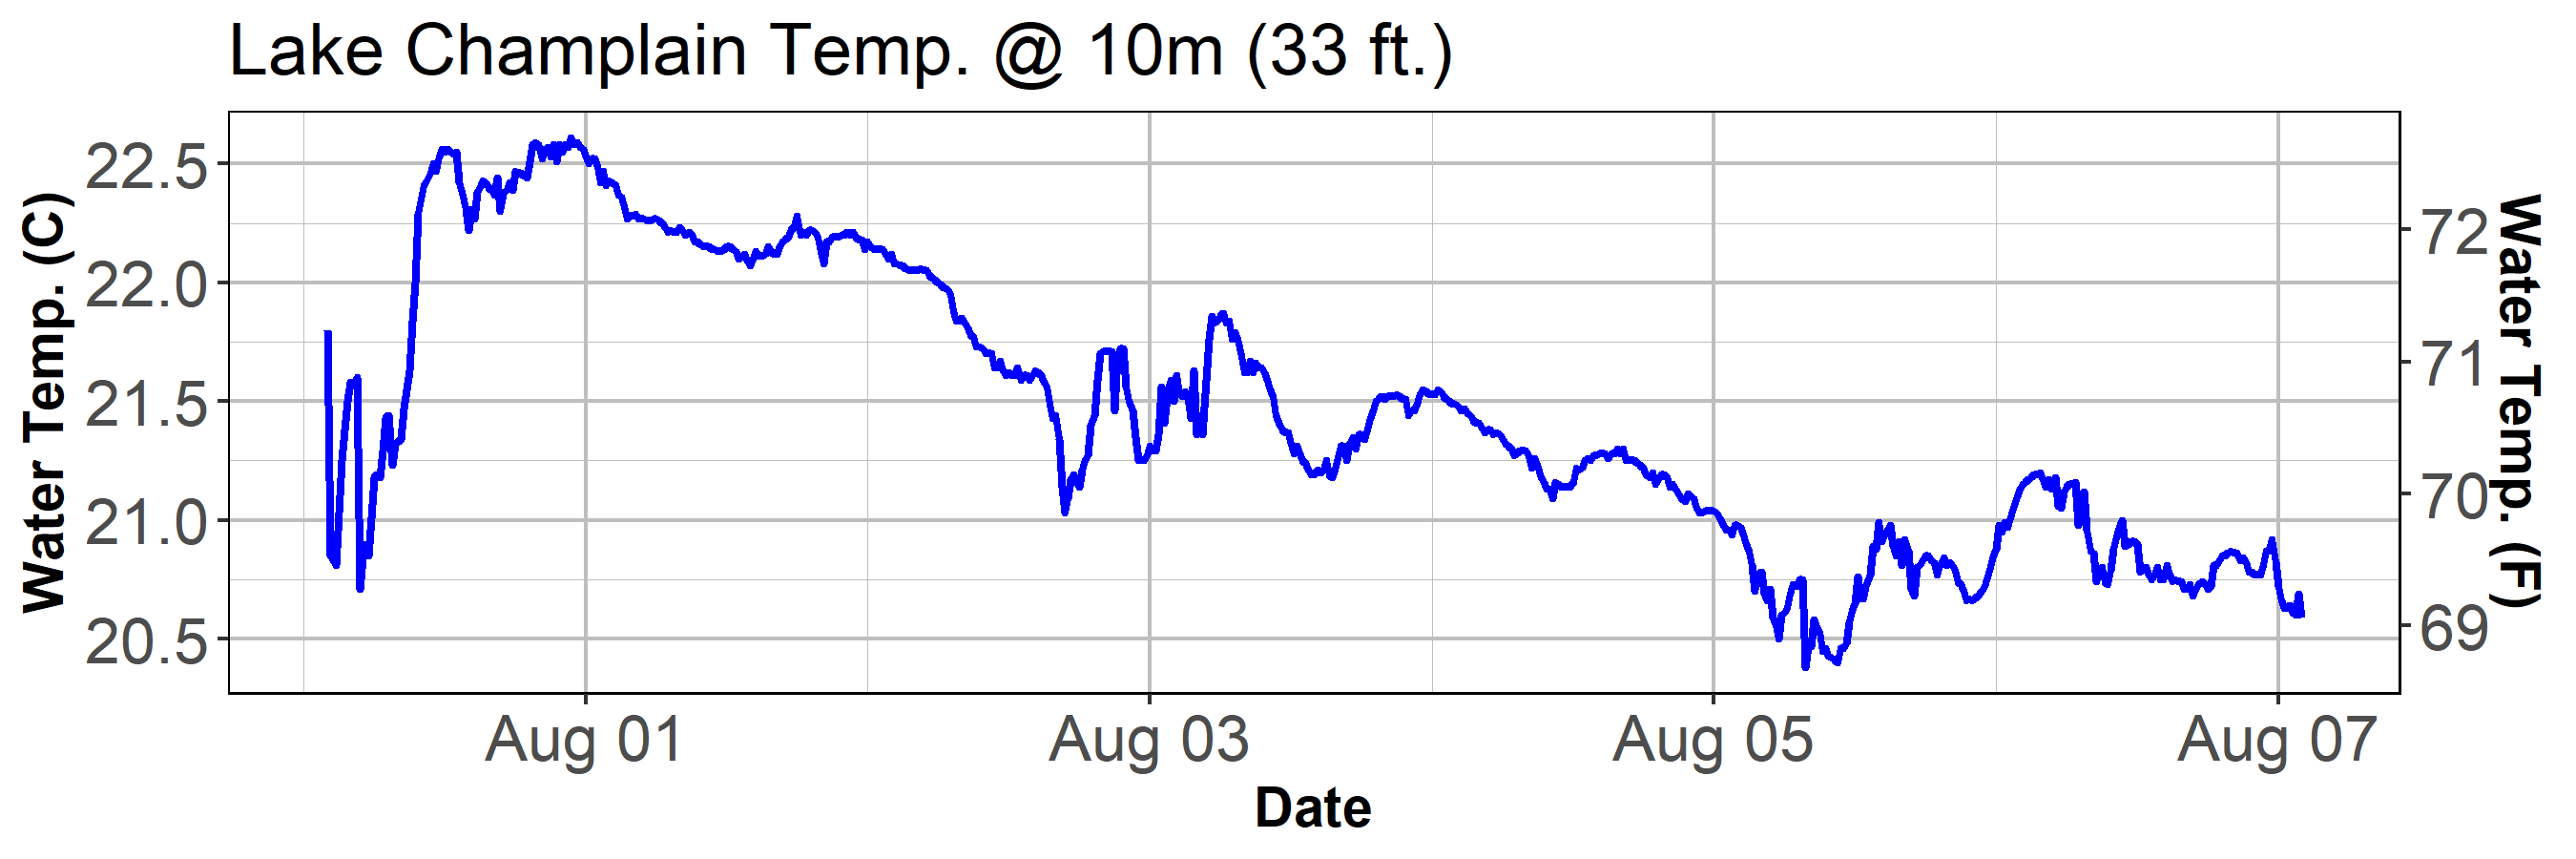 Lake Champlain Temp. @ 10m (33 ft.)
Water Temp. (C)
22.5
22.0
21.5
21.0
20.5
72
71
70
69
Water Temp. (F)
Aug 01
Aug 03
Aug 05
Aug 07
Date